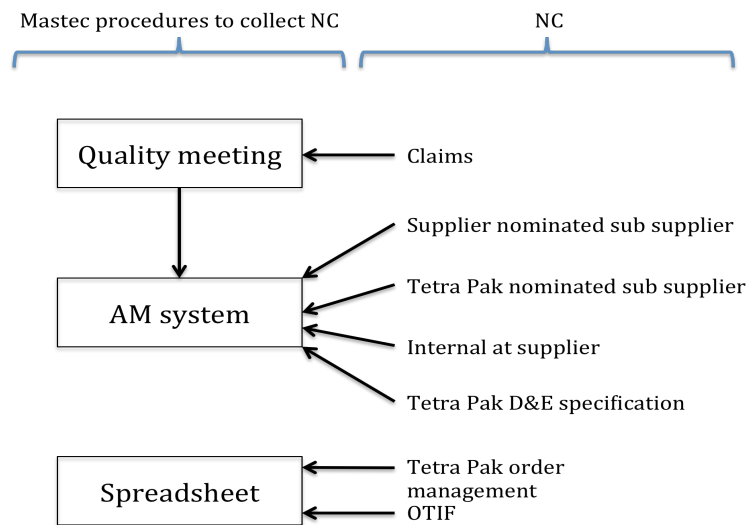 Mastec procedures to collect NC
NC
Quality meeting
Claims
Supplier nominated sub supplier
Tetra Pak nominated sub supplier
AM system
Internal at supplier
Tetra Pak D&E specification
Tetra Pak order
management
Spreadsheet
OTIF